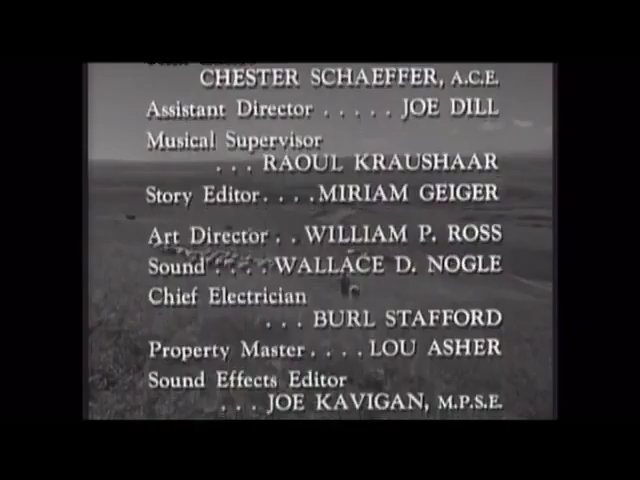 CHESTER SCHAEFFER, A.C.E.
Assistant Director ..... JOE DILL
Musical Supervisor
... RAOUL KRAUSHAAR
Story Editor.... MIRIAM GEIGER
Art Director .. WILLIAM P. ROSS
Sound .... WALLACE D. NOGLE
Chief Electrician
... BURL STAFFORD
Property Master.... LOU ASHER
Sound Effects Editor
... JOE KAVIGAN, M.P.S.E.